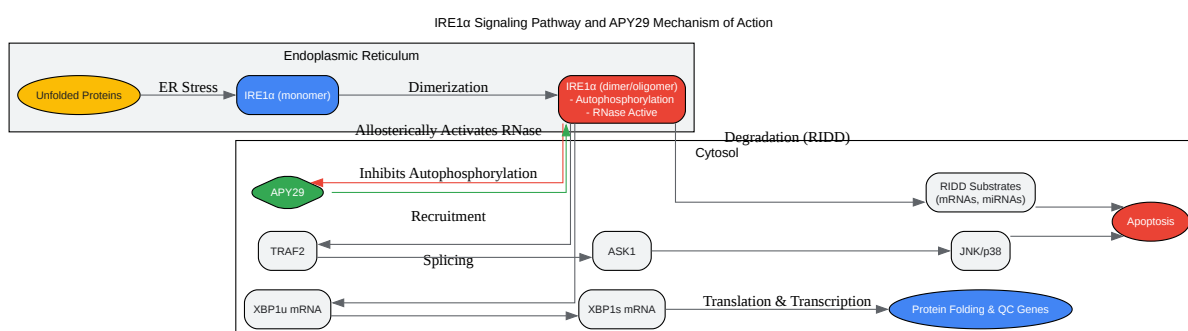 IRE1α Signaling Pathway and APY29 Mechanism of Action
Endoplasmic Reticulum
Unfolded Proteins
ER Stress
IRE1α (monomer)
Dimerization
IRE1α (dimer/oligomer)
- Autophosphorylation
- RNase Active
Allosterically Activates RNase
Degradation (RIDD)
Cytosol
Inhibits Autophosphorylation
APY29
RIDD Substrates
(mRNAs, miRNAs)
Apoptosis
Recruitment
TRAF2
Splicing
ASK1
JNK/p38
XBP1u mRNA
XBP1s mRNA
Translation & Transcription
Protein Folding & QC Genes